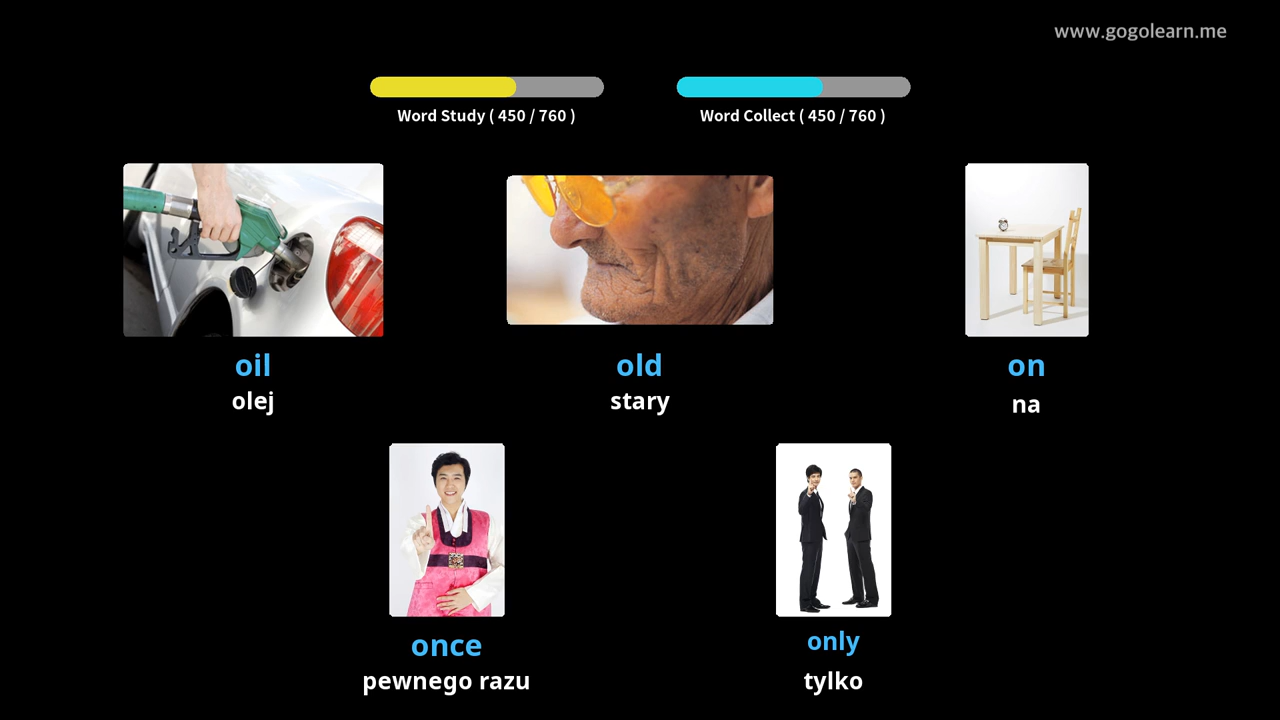 www.gogolearn.me
Word Study ( 450 / 760 )
Word Collect ( 450 / 760 )
oil
olej
old
stary
on
na
once
pewnego razu
only
tylko